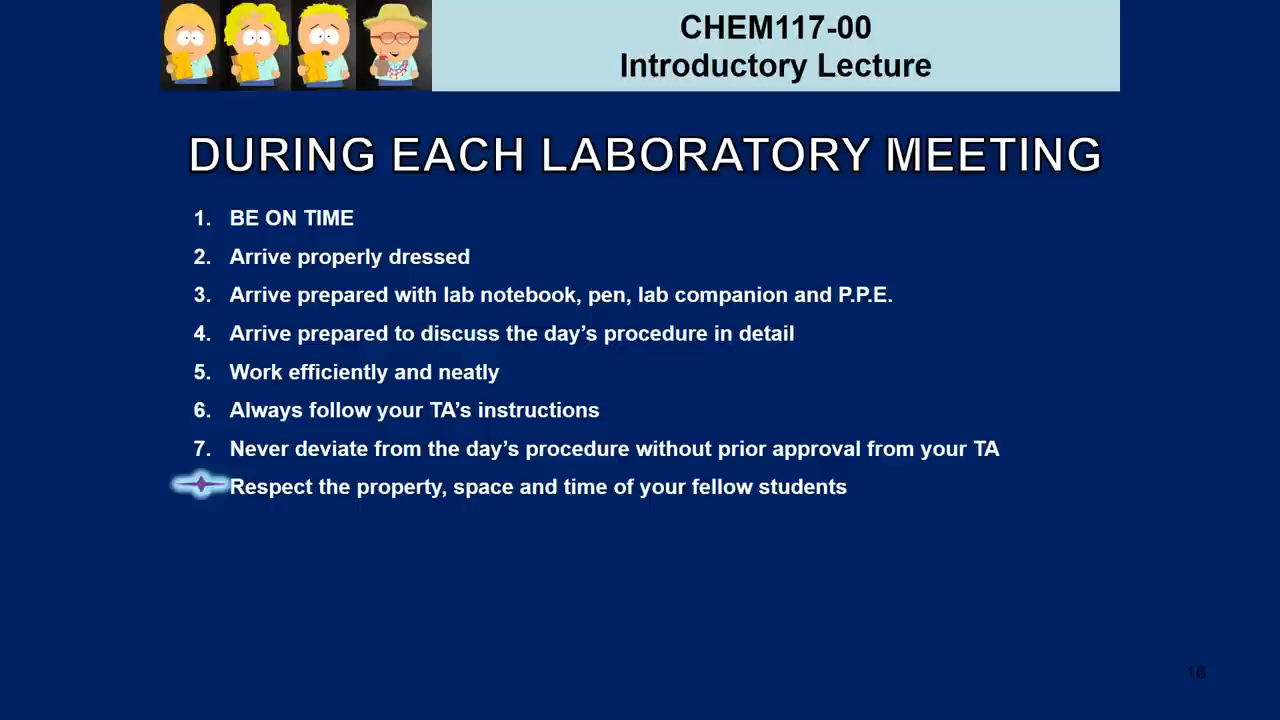 CHEM117-00
Introductory Lecture
DURING EACH LABORATORY MEETING
1. BE ON TIME
2. Arrive properly dressed
3. Arrive prepared with lab notebook, pen, lab companion and P.P.E.
4. Arrive prepared to discuss the day’s procedure in detail
5. Work efficiently and neatly
6. Always follow your TA’s instructions
7. Never deviate from the day’s procedure without prior approval from your TA
Respect the property, space and time of your fellow students
16